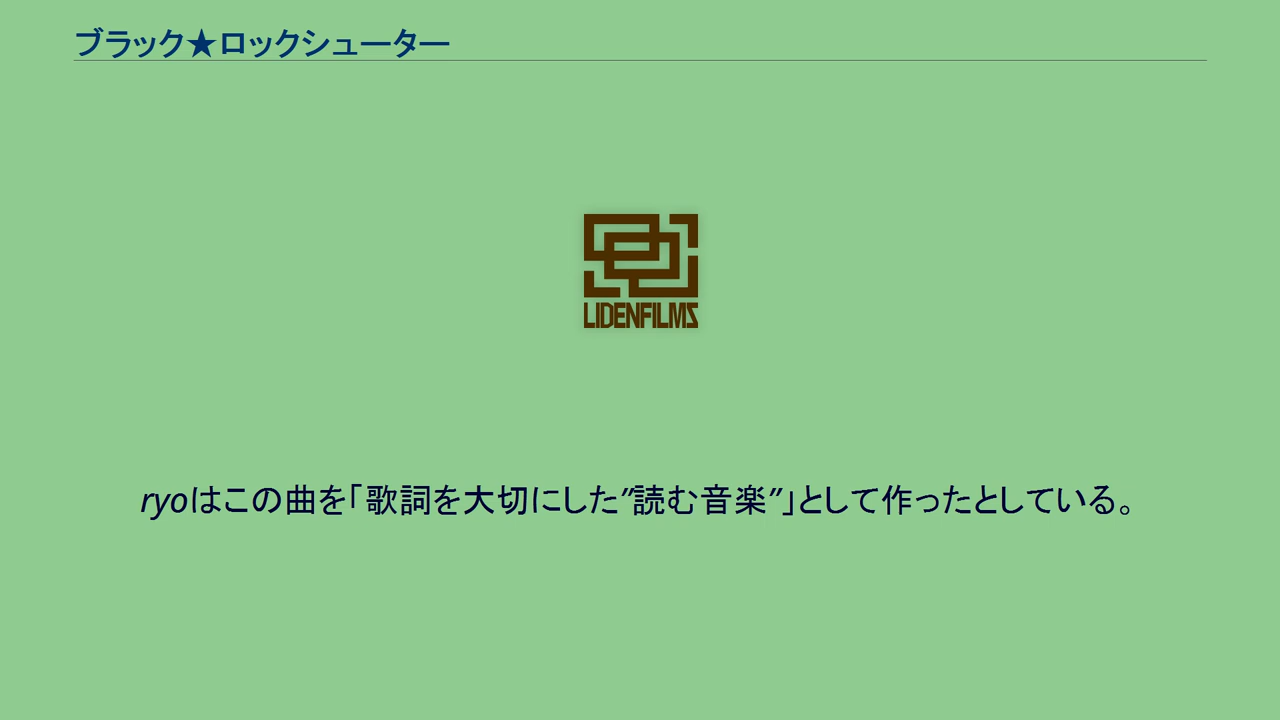 ブラック★ロックシューター
LIDENFILMS
ryoはこの曲を「歌詞を大切にした"読む音楽"」として作ったとしている。